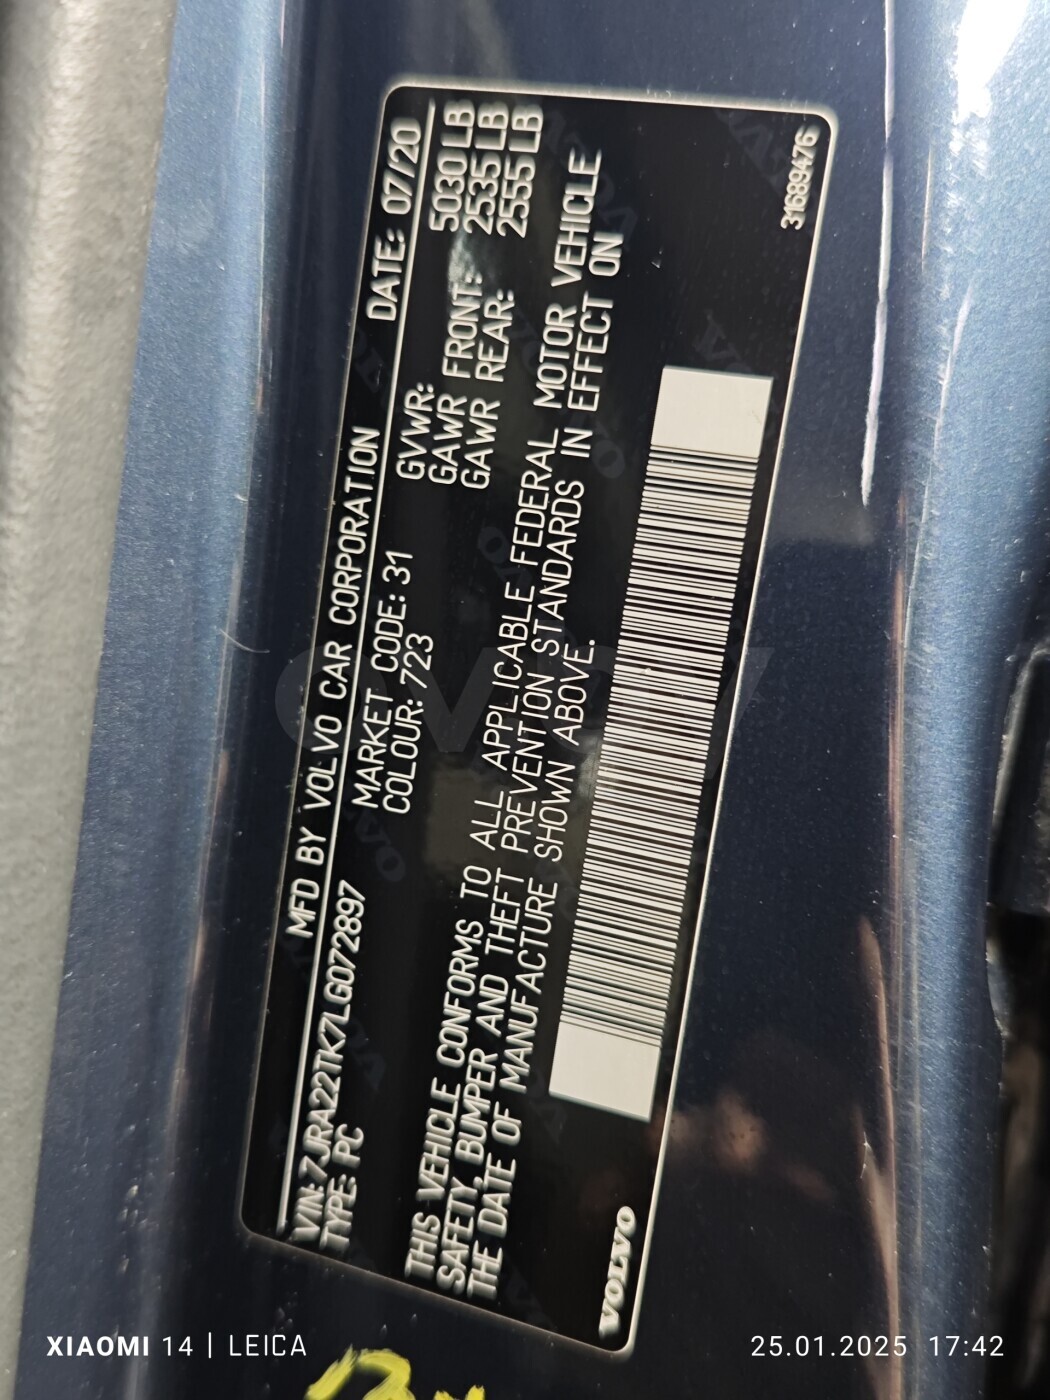 MFD BY VOLVO CAR CORPORATION DATE: 07/20
VIN: 7JRA22TK7LG072897
TYPE: PC
MARKET CODE: 31
COLOUR: 723
GVWR: 5030 LB
GAWR FRONT: 2535 LB
GAWR REAR: 2555 LB
THIS VEHICLE CONFORMS TO ALL APPLICABLE FEDERAL MOTOR VEHICLE
SAFETY, BUMPER AND THEFT PREVENTION STANDARDS IN EFFECT ON
THE DATE OF MANUFACTURE SHOWN ABOVE.
VOLVO
31689476
XIAOMI 14 | LEICA
25.01.2025 17:42